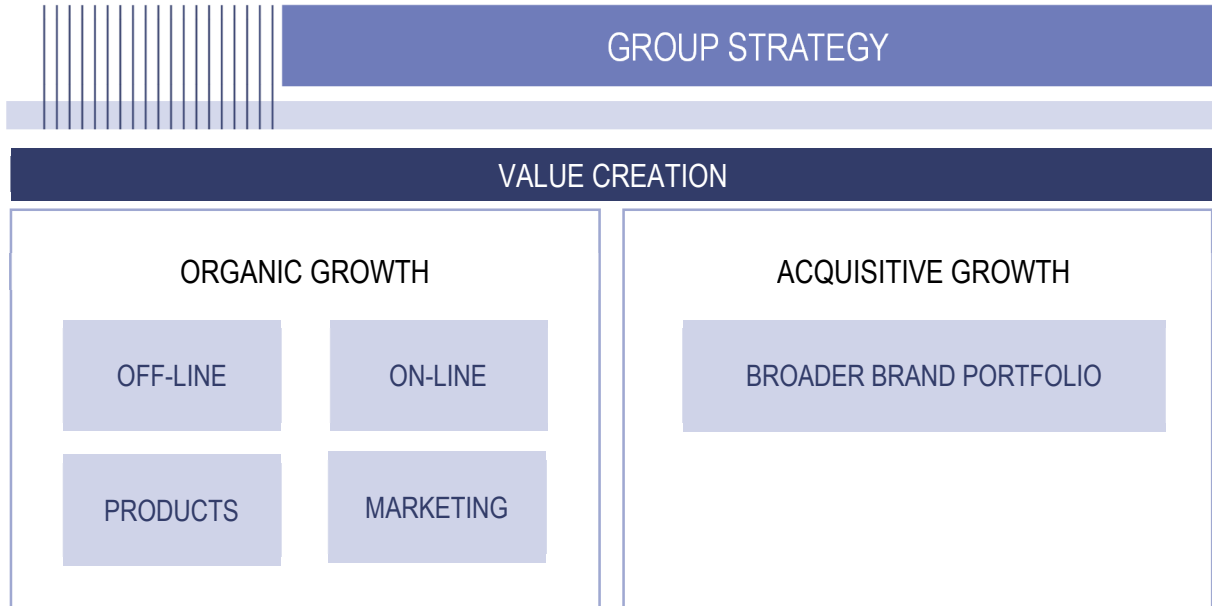 GROUP STRATEGY
VALUE CREATION
ORGANIC GROWTH
OFF-LINE
ON-LINE
PRODUCTS
MARKETING
ACQUISITIVE GROWTH
BROADER BRAND PORTFOLIO